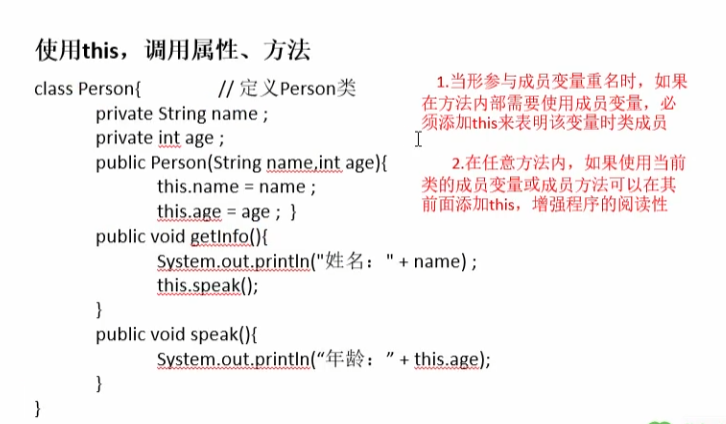 使用this，调用属性、方法
class Person{ // 定义Person类
private String name ;
private int age ;
public Person(String name,int age){
this.name = name ;
this.age = age ; }
public void getInfo(){
System.out.println("姓名：" + name) ;
this.speak();
}
public void speak(){
System.out.println(“年龄：” + this.age);
}
}
1.当形参与成员变量重名时，如果
在方法内部需要使用成员变量，必
须添加this来表明该变量时类成员
2.在任意方法内，如果使用当前
类的成员变量或成员方法可以在其
前面添加this，增强程序的阅读性